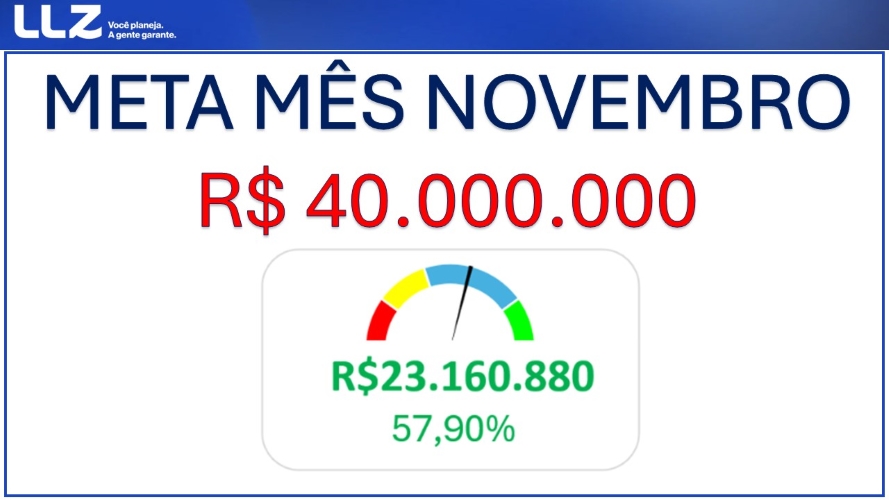 LLZ
Você planeja.
A gente garante.
META MÊS NOVEMBRO
R$ 40.000.000
R$23.160.880
57,90%